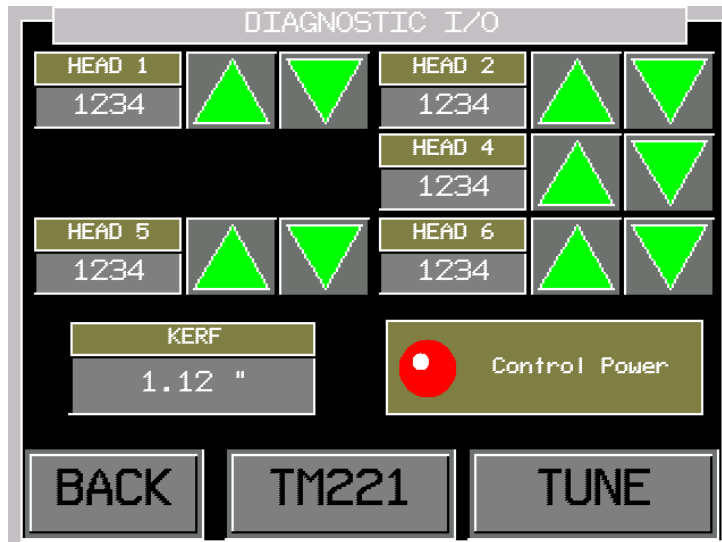 DIAGNOSTIC I/O
HEAD 1
1234
HEAD 2
1234
HEAD 4
1234
HEAD 5
1234
HEAD 6
1234
KERF
1.12 "
Control Power
BACK
TM221
TUNE